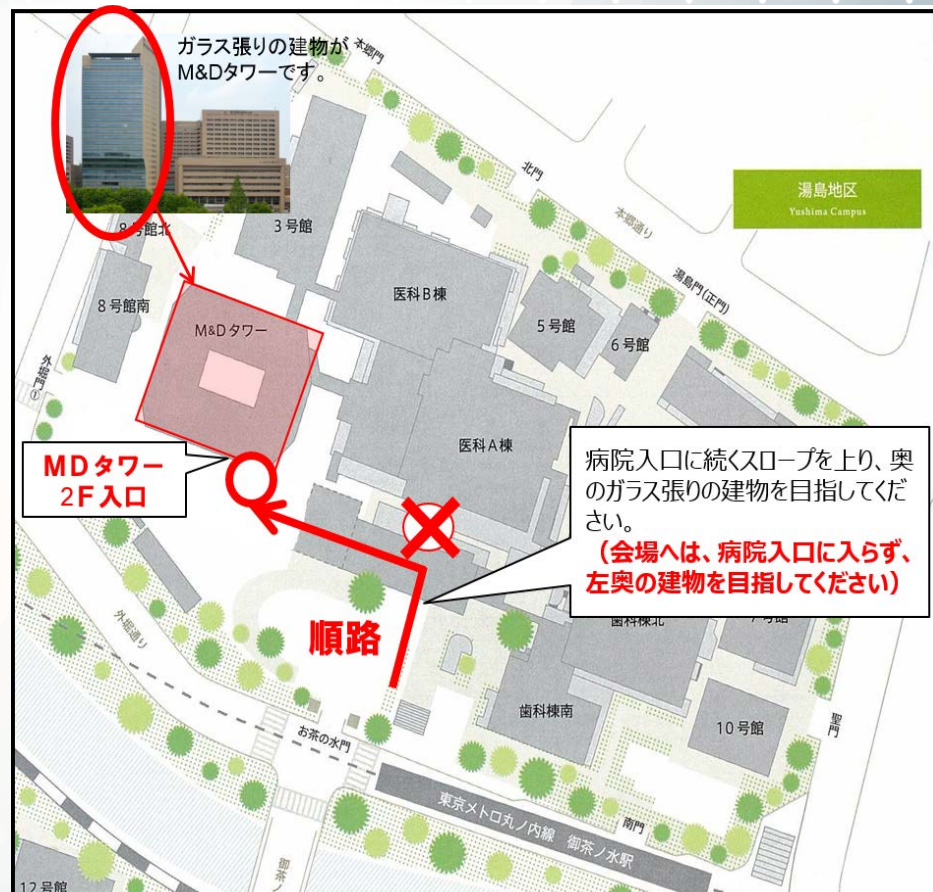 ガラス張りの建物が
M&Dタワーです。
本郷門
北門
本郷通り
湯島地区
Yushima Campus
湯島門(正門)
8号館北
3号館
8号館南
医科B棟
5号館
6号館
M&Dタワー
外堀門①
医科A棟
MDタワー
2F入口
病院入口に続くスロープを上り、奥
のガラス張りの建物を目指してくだ
さい。
(会場へは、病院入口に入らず、
左奥の建物を目指してください)
順路
外堀通り
歯科棟北
7号館
歯科棟南
10号館
聖門
お茶の水門
東京メトロ丸ノ内線 御茶ノ水駅
南門
御茶ノ
12号館